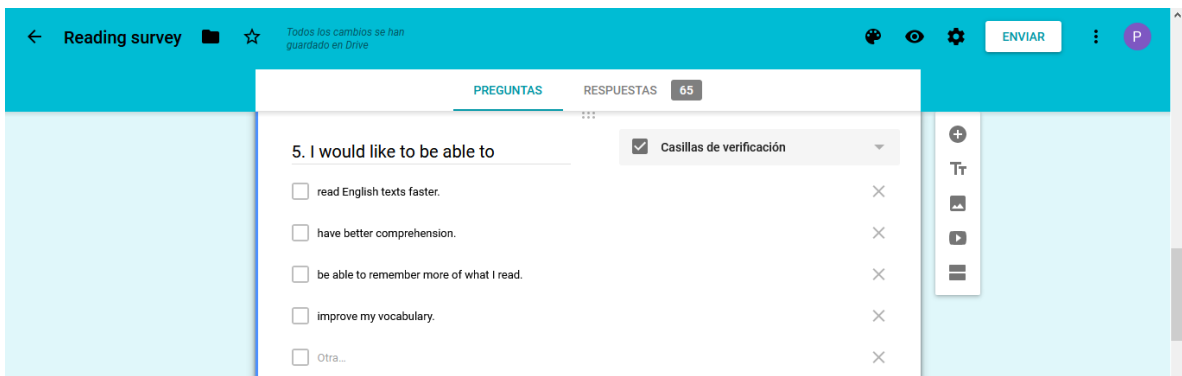 Reading survey
Todos los cambios se han
guardado en Drive
ENVIAR
P
PREGUNTAS
RESPUESTAS 65
5. I would like to be able to
Casillas de verificación
Tт
read English texts faster.
have better comprehension.
be able to remember more of what I read.
improve my vocabulary.
Otra...